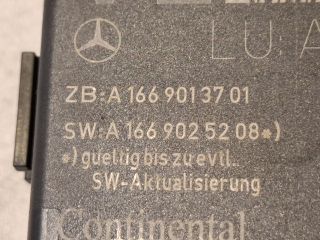 LU A
ZB:A 166 901 37 01
SW:A 166 902 52 08*)
*) gueltig bis zu evtl.
SW-Aktualisierung
Continental